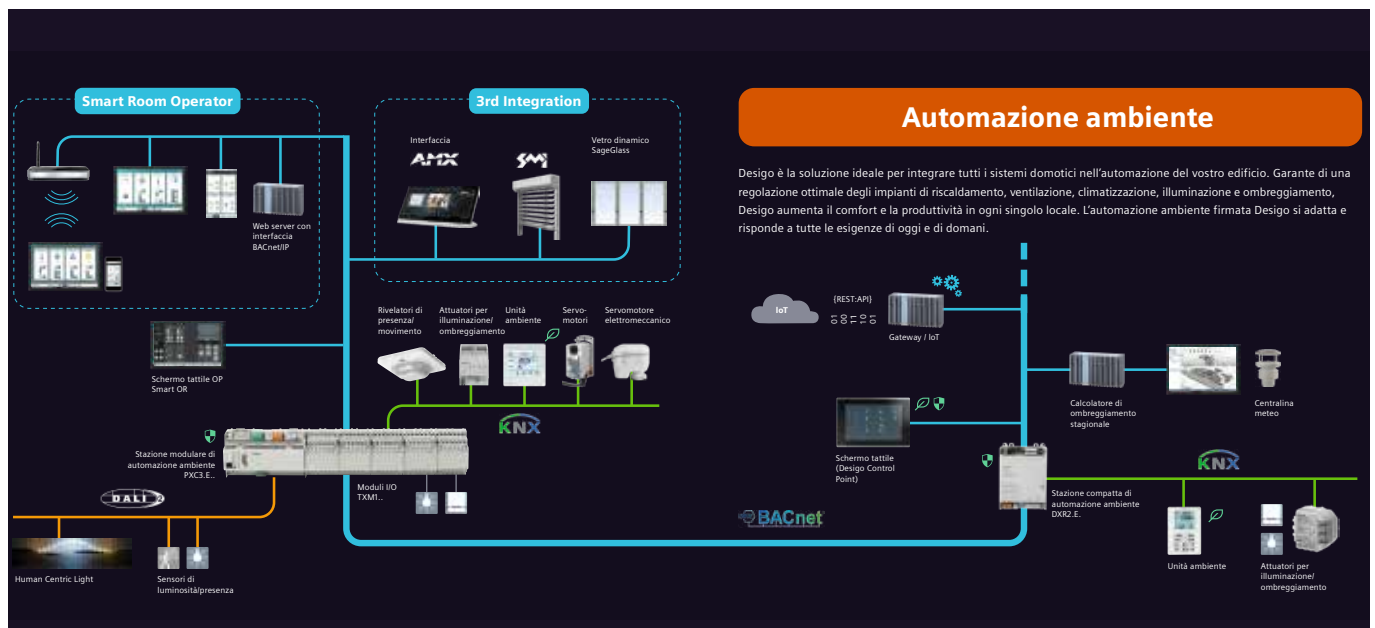 Smart Room Operator
Web server con
interfaccia
BACnet/IP
3rd Integration
Interfaccia
AMX
SMI
Vetro dinamico
SageGlass
Schermo tattile OP
Smart OR
Rivelatori di
presenza/
movimento
Attuatori per
illuminazione/
ombreggiamento
Unità
ambiente
Servo-
motori
Servomotore
elettromeccanico
KNX
Stazione modulare di
automazione ambiente
PXC3.E..
Moduli I/O
TXM1..
DALI 2
Human Centric Light
Sensori di
luminosità/presenza
Automazione ambiente
Desigo è la soluzione ideale per integrare tutti i sistemi domotici nell’automazione del vostro edificio. Garante di una
regolazione ottimale degli impianti di riscaldamento, ventilazione, climatizzazione, illuminazione e ombreggiamento,
Desigo aumenta il comfort e la produttività in ogni singolo locale. L’automazione ambiente firmata Desigo si adatta e
risponde a tutte le esigenze di oggi e di domani.
IoT
{REST:API}
01 00 11 10 01
Gateway / IoT
Calcolatore di
ombreggiamento
stagionale
Centralina
meteo
Schermo tattile
(Desigo Control
Point)
BACnet
Stazione compatta di
automazione ambiente
DXR2.E.
KNX
Unità ambiente
Attuatori per
illuminazione/
ombreggiamento